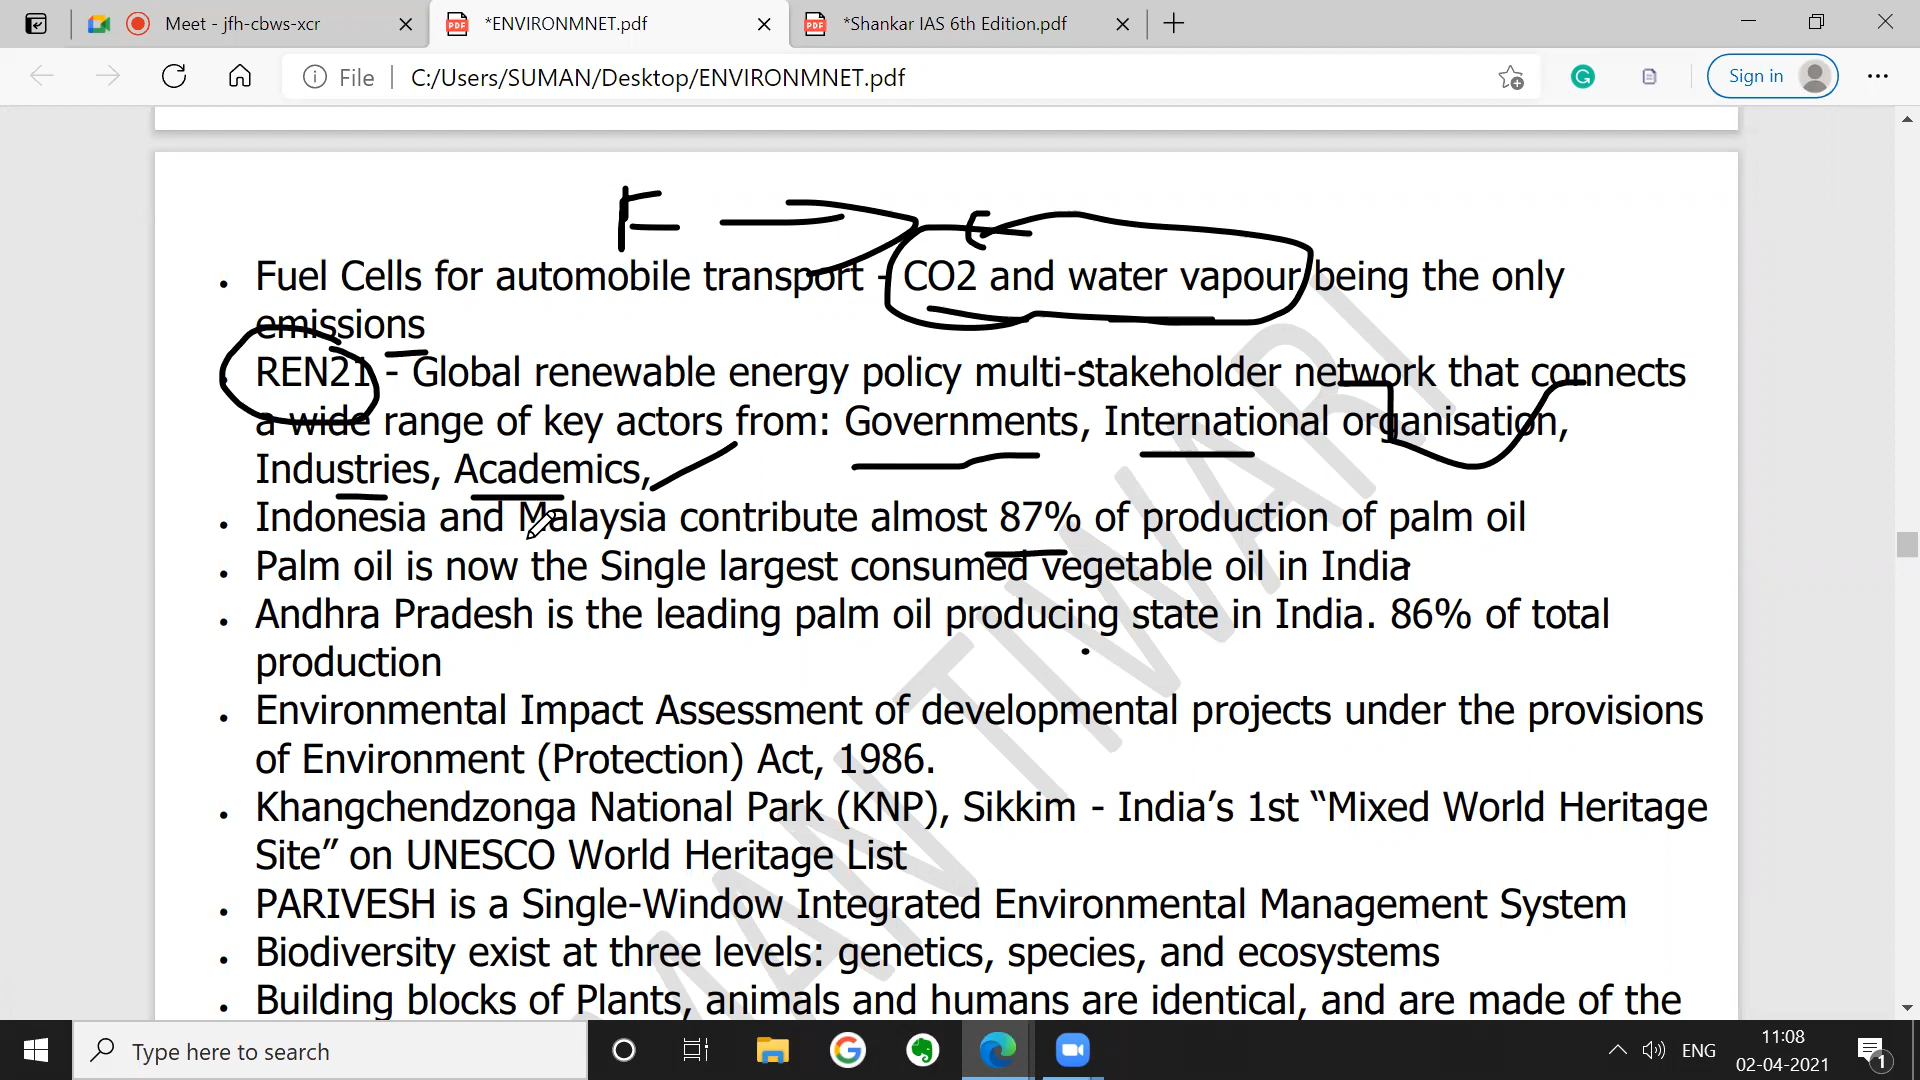 Meet - jfh-cbws-xcr
*ENVIRONMNET.pdf
*Shankar IAS 6th Edition.pdf
File
C:/Users/SUMAN/Desktop/ENVIRONMNET.pdf
Sign in
E
• Fuel Cells for automobile transport - CO2 and water vapour being the only
emissions
REN21 - Global renewable energy policy multi-stakeholder network that connects
a wide range of key actors from: Governments, International organisation,
Industries, Academics,
• Indonesia and Malaysia contribute almost 87% of production of palm oil
• Palm oil is now the Single largest consumed vegetable oil in India
• Andhra Pradesh is the leading palm oil producing state in India. 86% of total
production
• Environmental Impact Assessment of developmental projects under the provisions
of Environment (Protection) Act, 1986.
• Khangchendzonga National Park (KNP), Sikkim - India’s 1st “Mixed World Heritage
Site” on UNESCO World Heritage List
• PARIVESH is a Single-Window Integrated Environmental Management System
• Biodiversity exist at three levels: genetics, species, and ecosystems
• Building blocks of Plants, animals and humans are identical, and are made of the
MAN TIWARI
Type here to search
ENG
11:08
02-04-2021
1